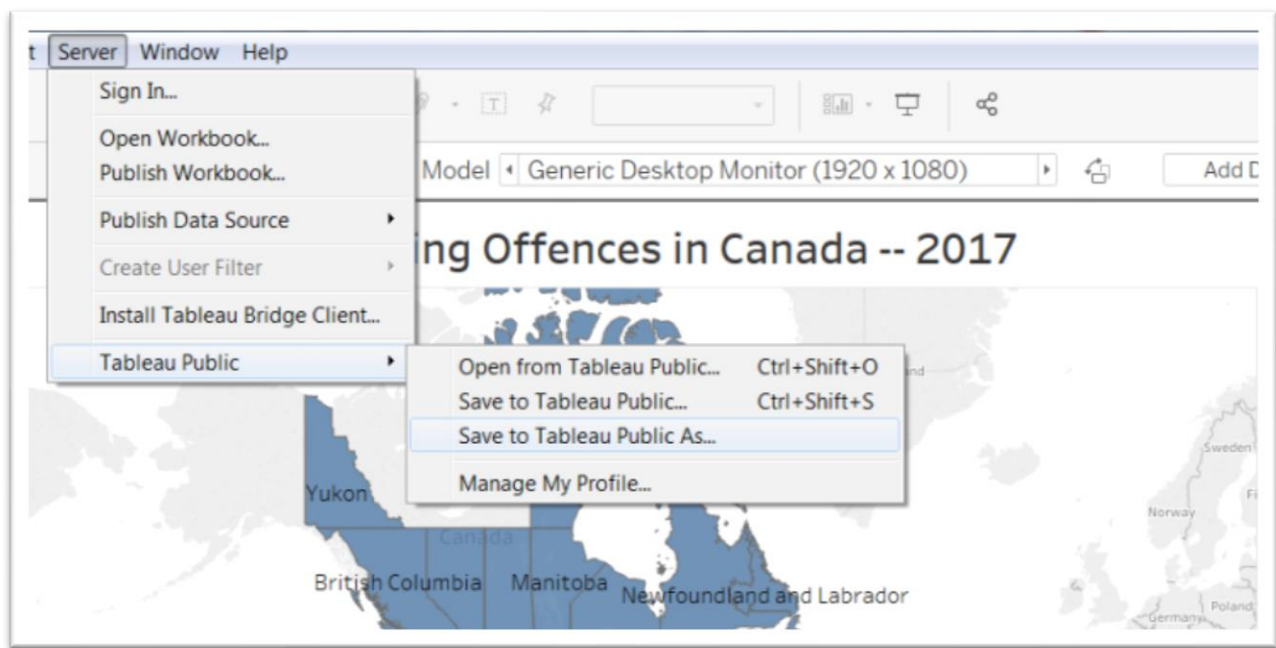 t Server Window Help
Sign In...
Open Workbook...
Publish Workbook...
Publish Data Source
Create User Filter
Install Tableau Bridge Client...
Tableau Public
Open from Tableau Public... Ctrl+Shift+O
Save to Tableau Public... Ctrl+Shift+S
Save to Tableau Public As...
Manage My Profile...
T
Model Generic Desktop Monitor (1920 x 1080) Add D
ing Offences in Canada -- 2017
nd
Sweden
Fi
Norway
Yukon
Canada
British Columbia Manitoba Newfoundland and Labrador
Germany Poland